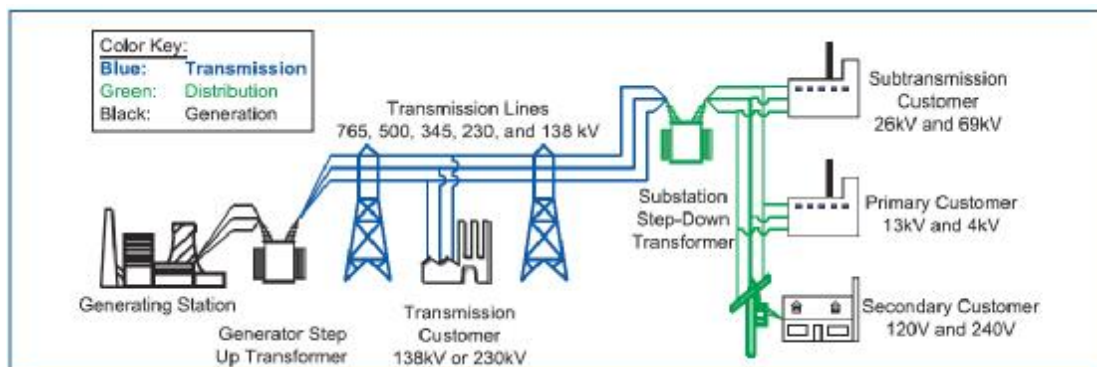 Color Key:
Blue: Transmission
Green: Distribution
Black: Generation
Transmission Lines
765, 500, 345, 230, and 138 kV
Subtransmission
Customer
26kV and 69kV
Substation
Step-Down
Transformer
Primary Customer
13kV and 4kV
Generating Station
Generator Step
Up Transformer
Transmission
Customer
138kV or 230kV
Secondary Customer
120V and 240V